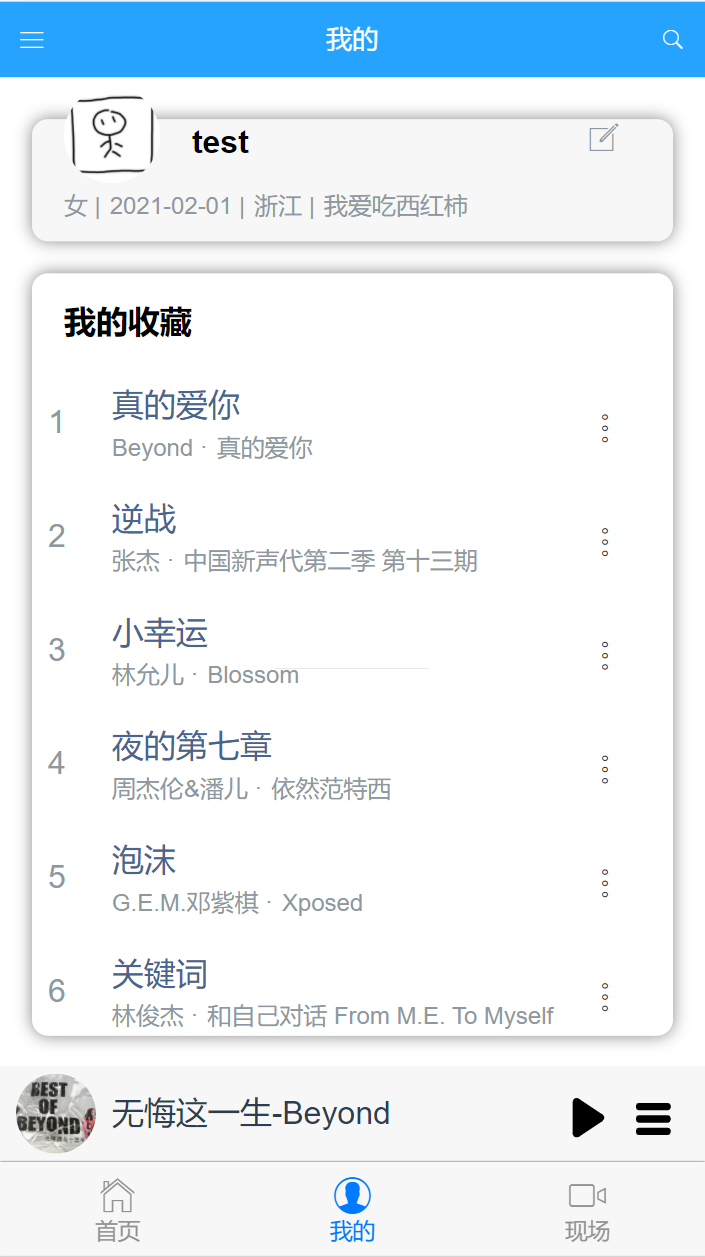 我的
test
女 | 2021-02-01 | 浙江 | 我爱吃西红柿
我的收藏
1
真的爱你
Beyond · 真的爱你
2
逆战
张杰 · 中国新声代第二季 第十三期
3
小幸运
林允儿 · Blossom
4
夜的第七章
周杰伦&潘儿 · 依然范特西
5
泡沫
G.E.M.邓紫棋 · Xposed
6
关键词
林俊杰 · 和自己对话 From M.E. To Myself
BEST
OF
BEYOND
无悔这一生-Beyond
首页
我的
现场